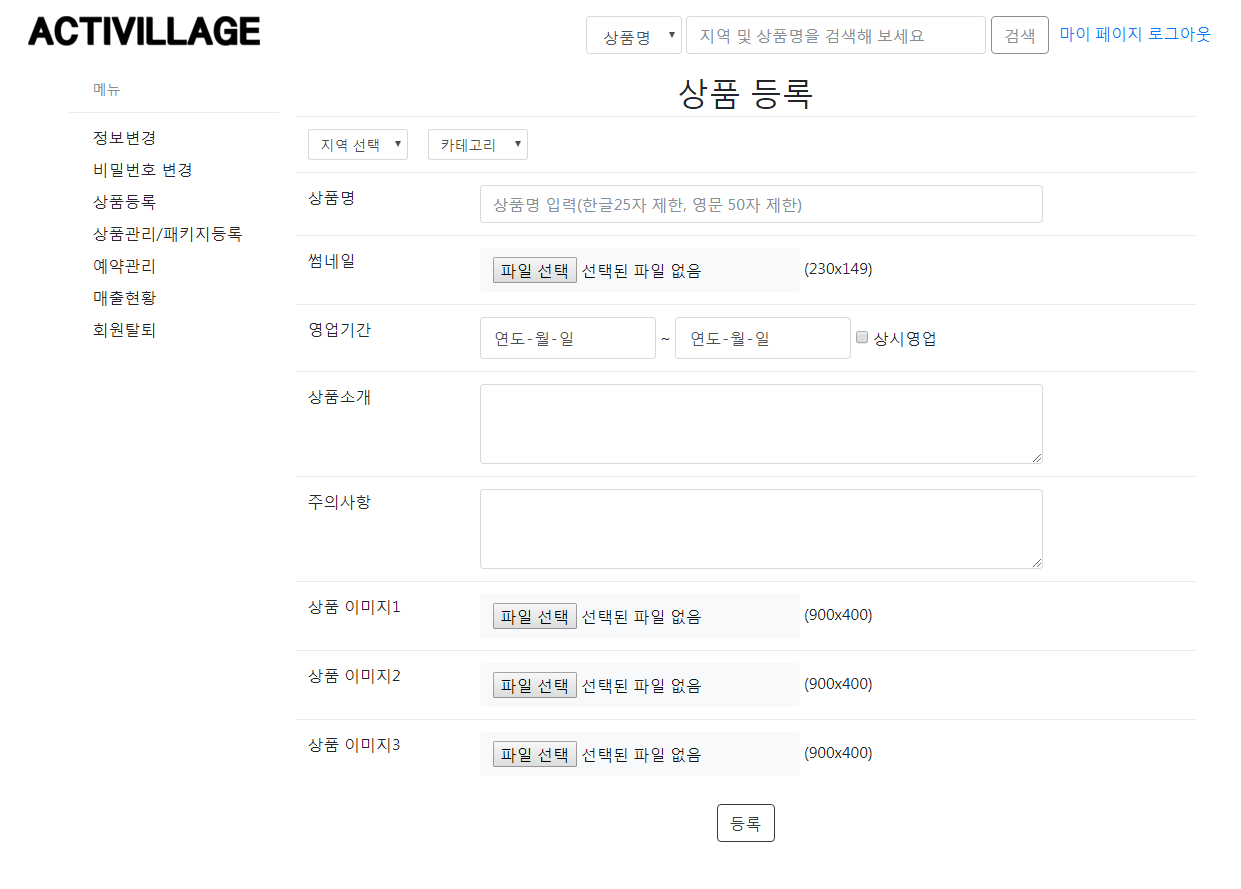 ACTIVILLAGE
상품명 지역 및 상품명을 검색해 보세요 검색 마이 페이지 로그아웃
메뉴
정보변경
비밀번호 변경
상품등록
상품관리/패키지등록
예약관리
매출현황
회원탈퇴
상품 등록
지역 선택 카테고리
상품명 상품명 입력(한글25자 제한, 영문 50자 제한)
썸네일 파일 선택 선택된 파일 없음 (230x149)
영업기간 연도-월-일 ~ 연도-월-일 상시영업
상품소개
주의사항
상품 이미지1 파일 선택 선택된 파일 없음 (900x400)
상품 이미지2 파일 선택 선택된 파일 없음 (900x400)
상품 이미지3 파일 선택 선택된 파일 없음 (900x400)
등록